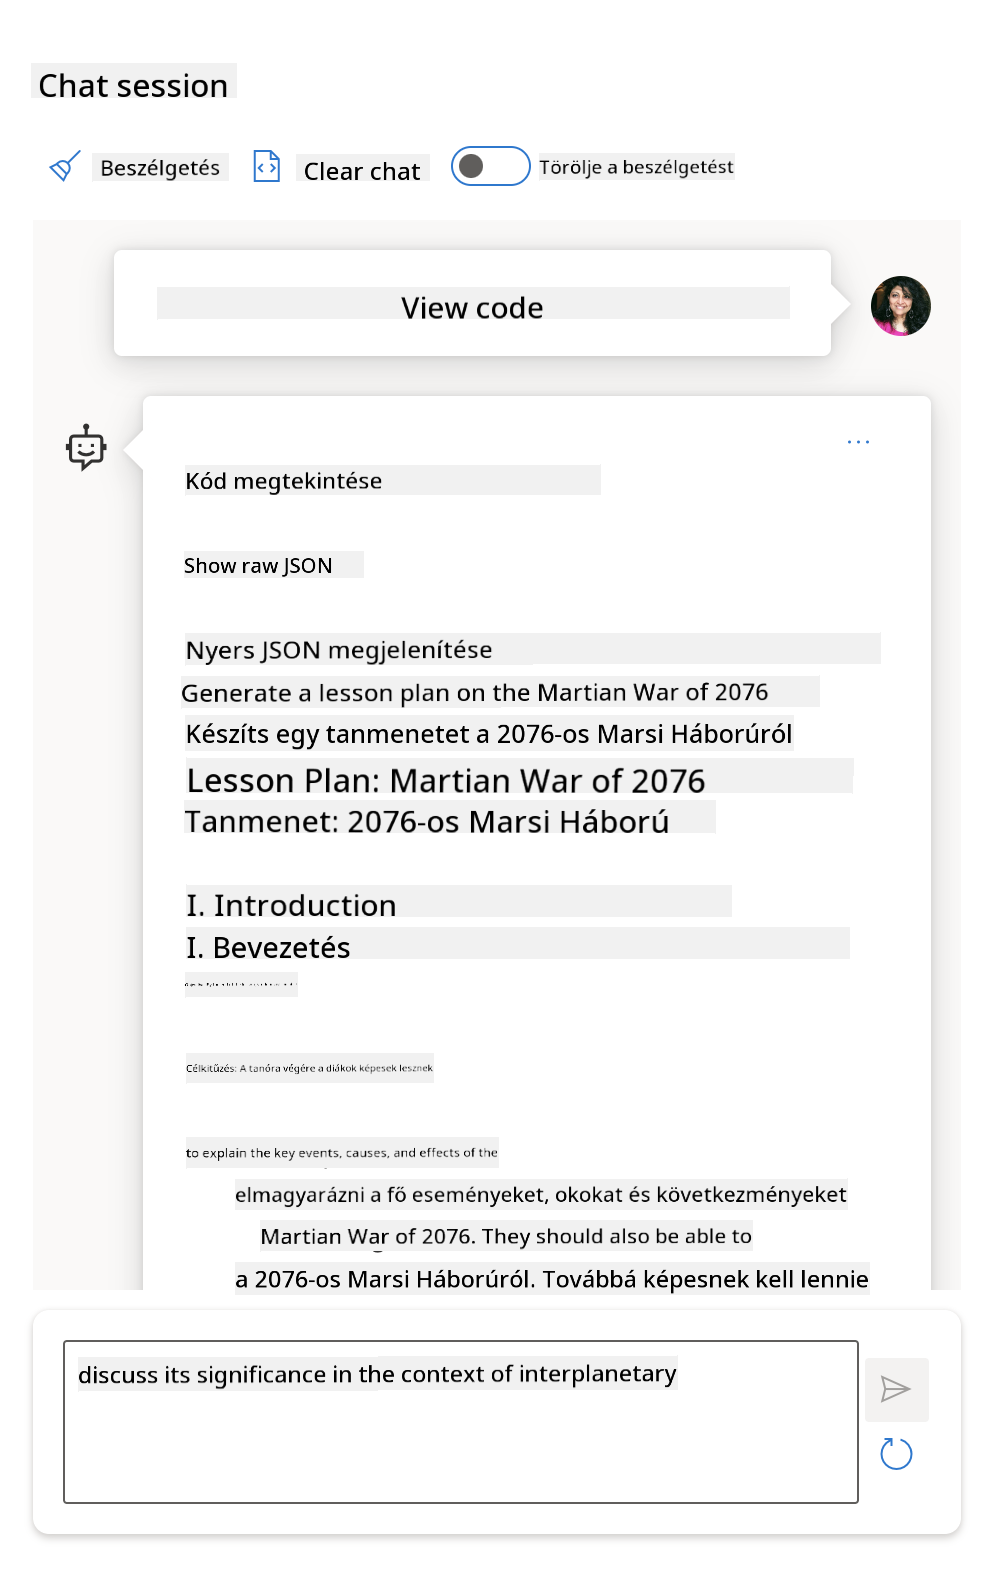 Chat session
Beszélgetés
Clear chat
Törölje a beszélgetést
View code
Kód megtekintése
Show raw JSON
Nyers JSON megjelenítése
Generate a lesson plan on the Martian War of 2076
Készíts egy tanmenetet a 2076-os Marsi Háborúról
Lesson Plan: Martian War of 2076
Tanmenet: 2076-os Marsi Háború
I. Introduction
I. Bevezetés
Célkitűzés: A tanóra végére a diákok képesek lesznek
to explain the key events, causes, and effects of the
elmagyarázni a fő eseményeket, okokat és következményeket
Martian War of 2076. They should also be able to
a 2076-os Marsi Háborúról. Továbbá képesnek kell lennie
discuss its significance in the context of interplanetary